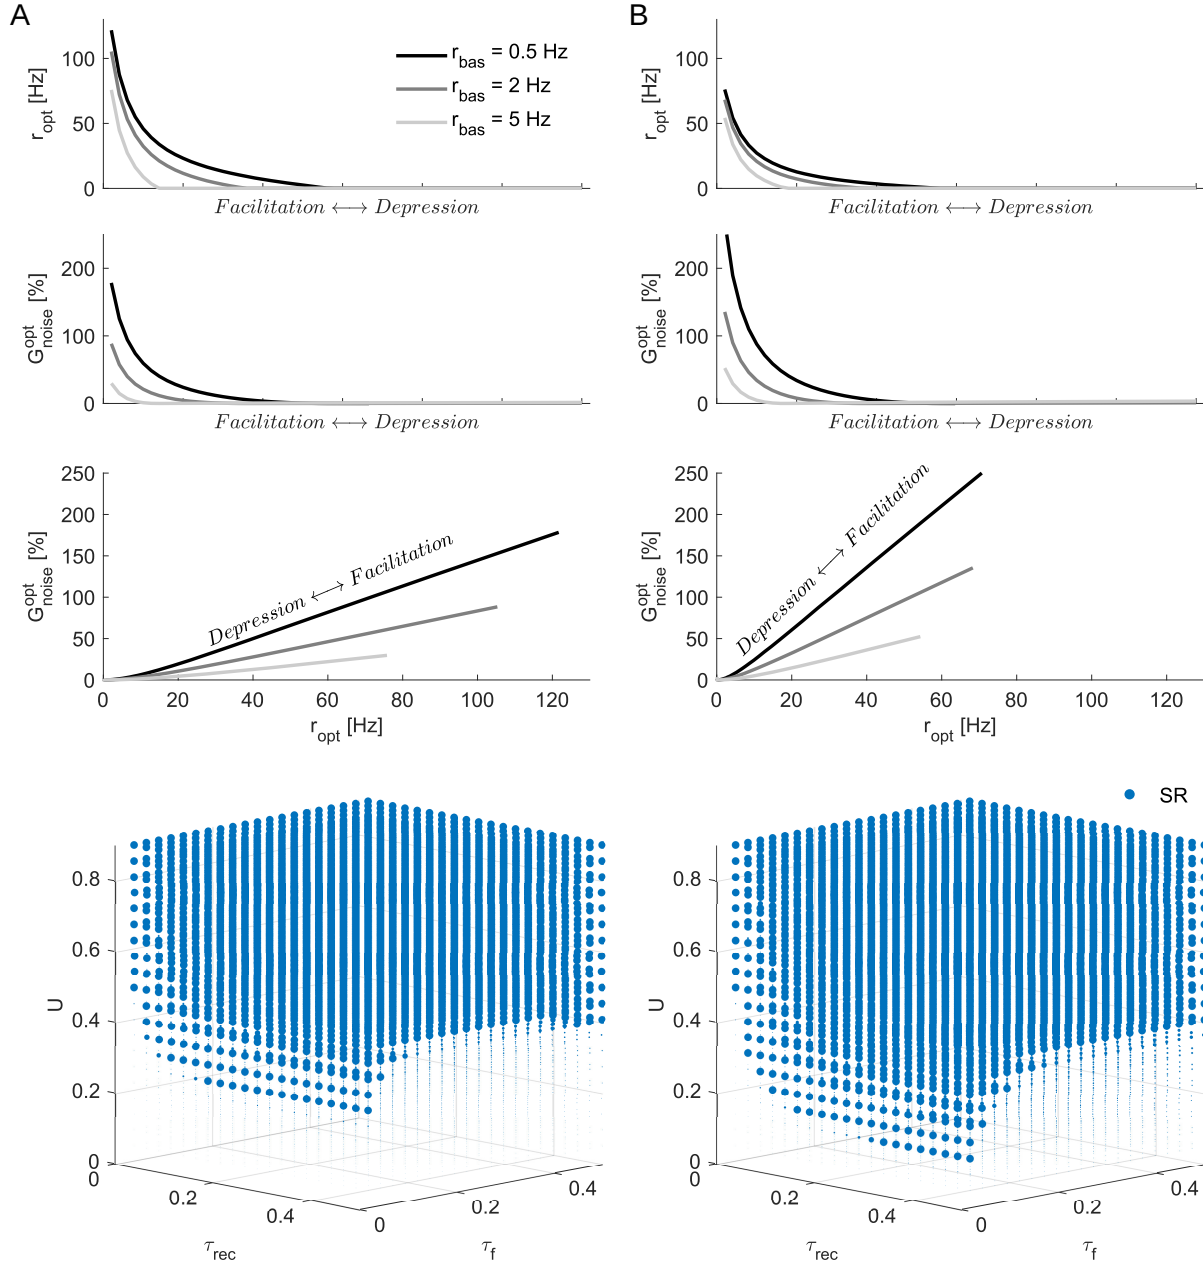 A
B
r_opt [Hz]
100
50
0
r_bas = 0.5 Hz
r_bas = 2 Hz
r_bas = 5 Hz
Facilitation ⟷ Depression
r_opt [Hz]
100
50
0
Facilitation ⟷ Depression
G^opt_noise [%]
200
100
0
Facilitation ⟷ Depression
G^opt_noise [%]
200
100
0
Facilitation ⟷ Depression
G^opt_noise [%]
250
200
150
100
50
0
Depression ⟷ Facilitation
0 20 40 60 80 100 120
r_opt [Hz]
G^opt_noise [%]
250
200
150
100
50
0
Depression ⟷ Facilitation
0 20 40 60 80 100 120
r_opt [Hz]
U
0.8
0.6
0.4
0.2
0
0 0.2 0.4
τ_rec
0 0.2 0.4
τ_f
SR
U
0.8
0.6
0.4
0.2
0
0 0.2 0.4
τ_rec
0 0.2 0.4
τ_f